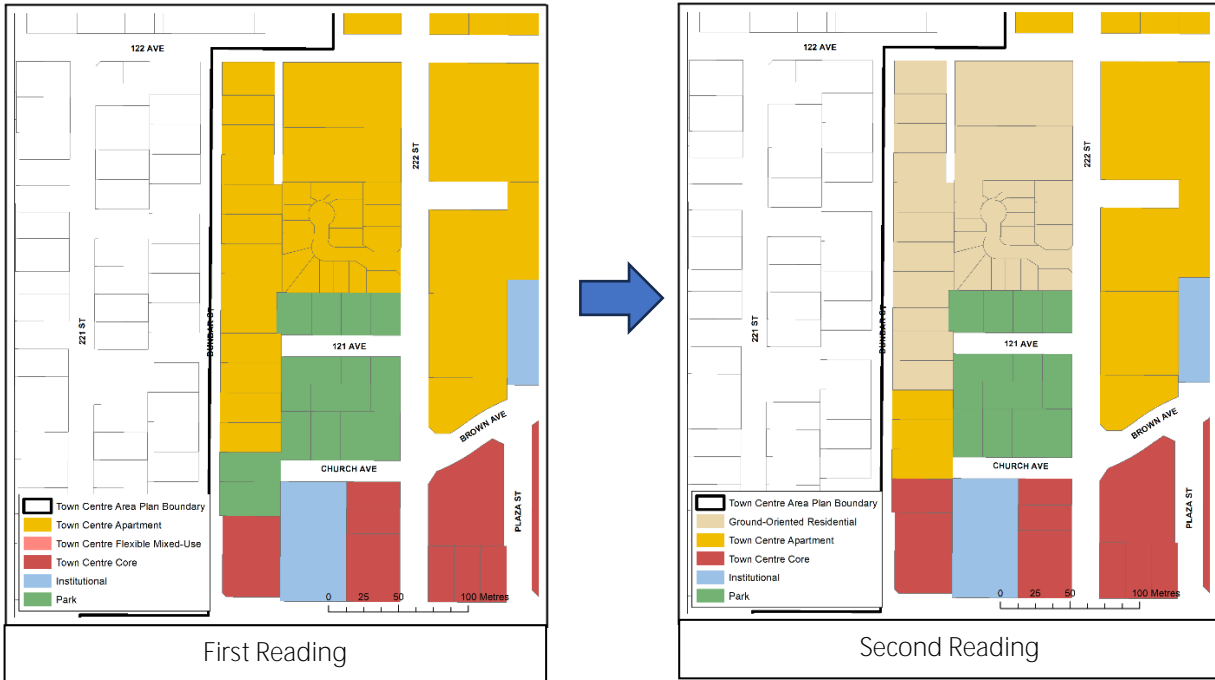 122 AVE
222 ST
221 ST
DUNBAR ST
121 AVE
BROWN AVE
CHURCH AVE
PLAZA ST
Town Centre Area Plan Boundary
Town Centre Apartment
Town Centre Flexible Mixed-Use
Town Centre Core
Institutional
Park
0 25 50 100 Metres
First Reading
122 AVE
222 ST
221 ST
DUNBAR ST
121 AVE
BROWN AVE
CHURCH AVE
PLAZA ST
Town Centre Area Plan Boundary
Ground-Oriented Residential
Town Centre Apartment
Town Centre Core
Institutional
Park
0 25 50 100 Metres
Second Reading